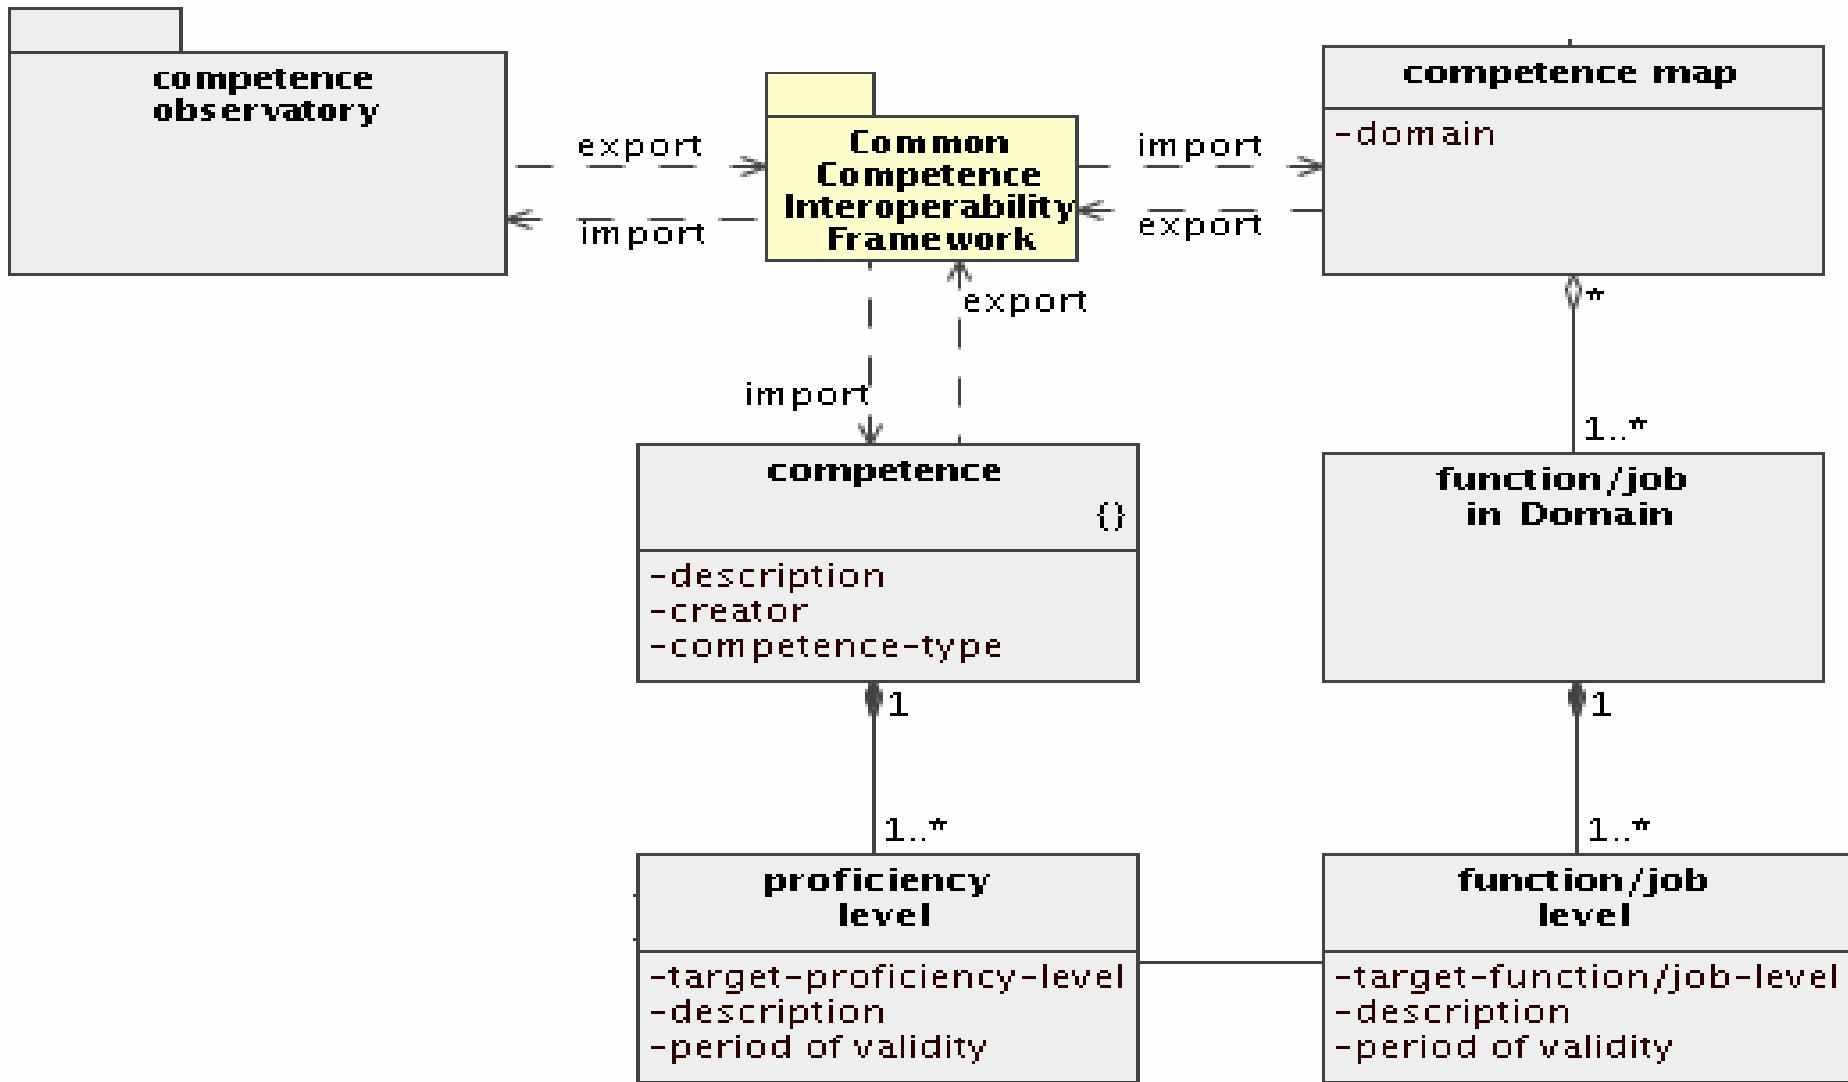 competence
observatory
export
import
Common
Competence
Interoperability
Framework
import
export
competence map
-domain
*
1..*
export
import
competence
{}
-description
-creator
-competence-type
1
1..*
function/job
in Domain
1
1..*
proficiency
level
-target-proficiency-level
-description
-period of validity
function/job
level
-target-function/job-level
-description
-period of validity